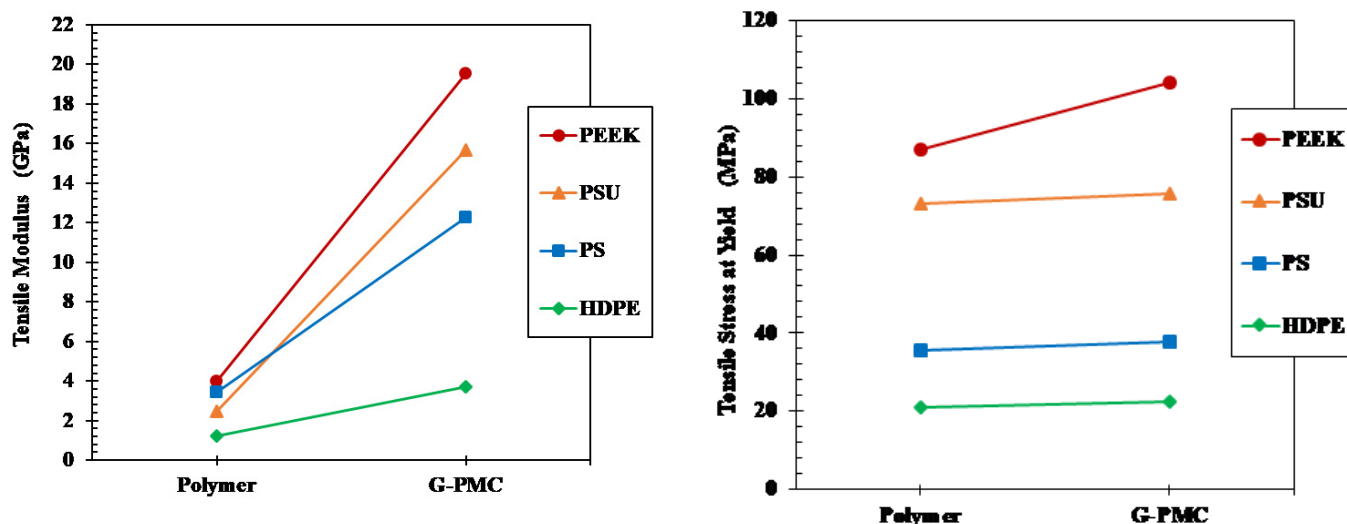 Tensile Modulus (GPa)
22
20
18
16
14
12
10
8
6
4
2
0
Polymer
G-PMC
PEEK
PSU
PS
HDPE
Tensile Stress at Yield (MPa)
120
100
80
60
40
20
0
Polymer
G-PMC
PEEK
PSU
PS
HDPE